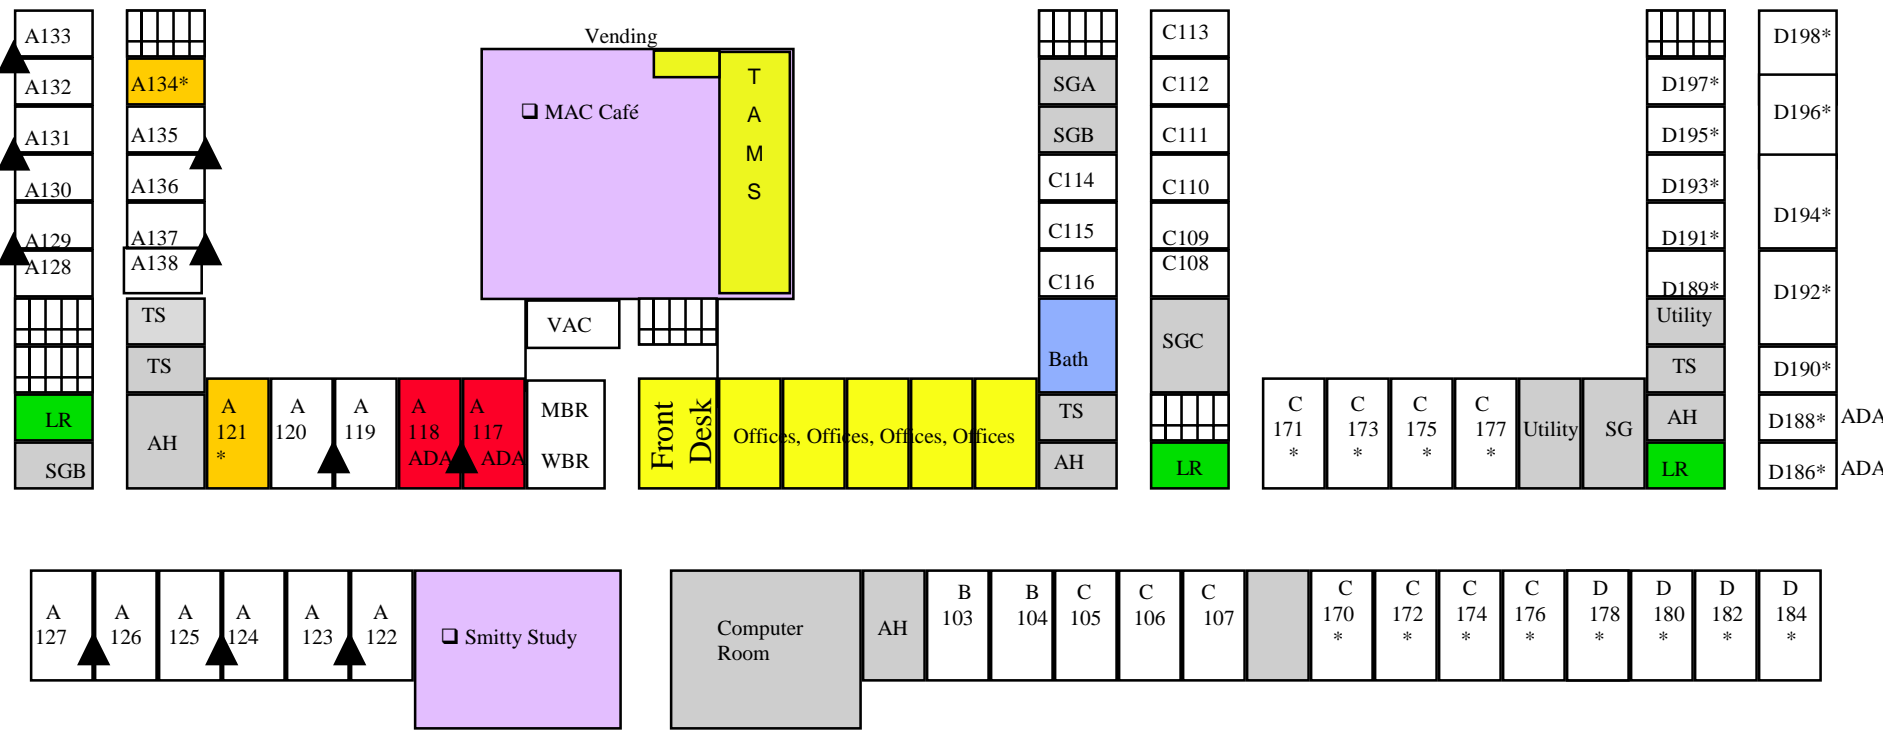 A133
A132
A131
A130
A129
A128
LR
SGB
A134*
A135
A136
A137
A138
TS
TS
AH
A
121
*
A
120
A
119
A
118
ADA
A
117
ADA
Vending
❑ MAC Café
T
A
M
S
VAC
MBR
WBR
Front
Desk
Offices, Offices, Offices, Offices
SGA
SGB
C114
C115
C116
Bath
TS
AH
C113
C112
C111
C110
C109
C108
SGC
LR
C
171
*
C
173
*
C
175
*
C
177
*
Utility
SG
D197*
D195*
D193*
D191*
D189*
Utility
TS
AH
LR
D198*
D196*
D194*
D192*
D190*
D188* ADA
D186* ADA
A
127
A
126
A
125
A
124
A
123
A
122
❑ Smitty Study
Computer
Room
AH
B
103
B
104
C
105
C
106
C
107
C
170
*
C
172
*
C
174
*
C
176
*
D
178
*
D
180
*
D
182
*
D
184
*